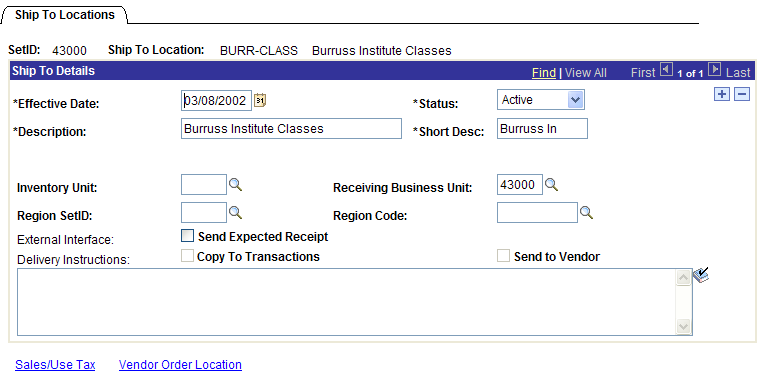 Ship To Locations
SetID: 43000 Ship To Location: BURR-CLASS Burruss Institute Classes
Ship To Details Find | View All First 1 of 1 Last
*Effective Date: 03/08/2002 31 *Status: Active
*Description: Burruss Institute Classes *Short Desc: Burruss In
Inventory Unit: Receiving Business Unit: 43000
Region SetID: Region Code:
External Interface: Send Expected Receipt
Delivery Instructions: Copy To Transactions Send to Vendor
Sales/Use Tax Vendor Order Location